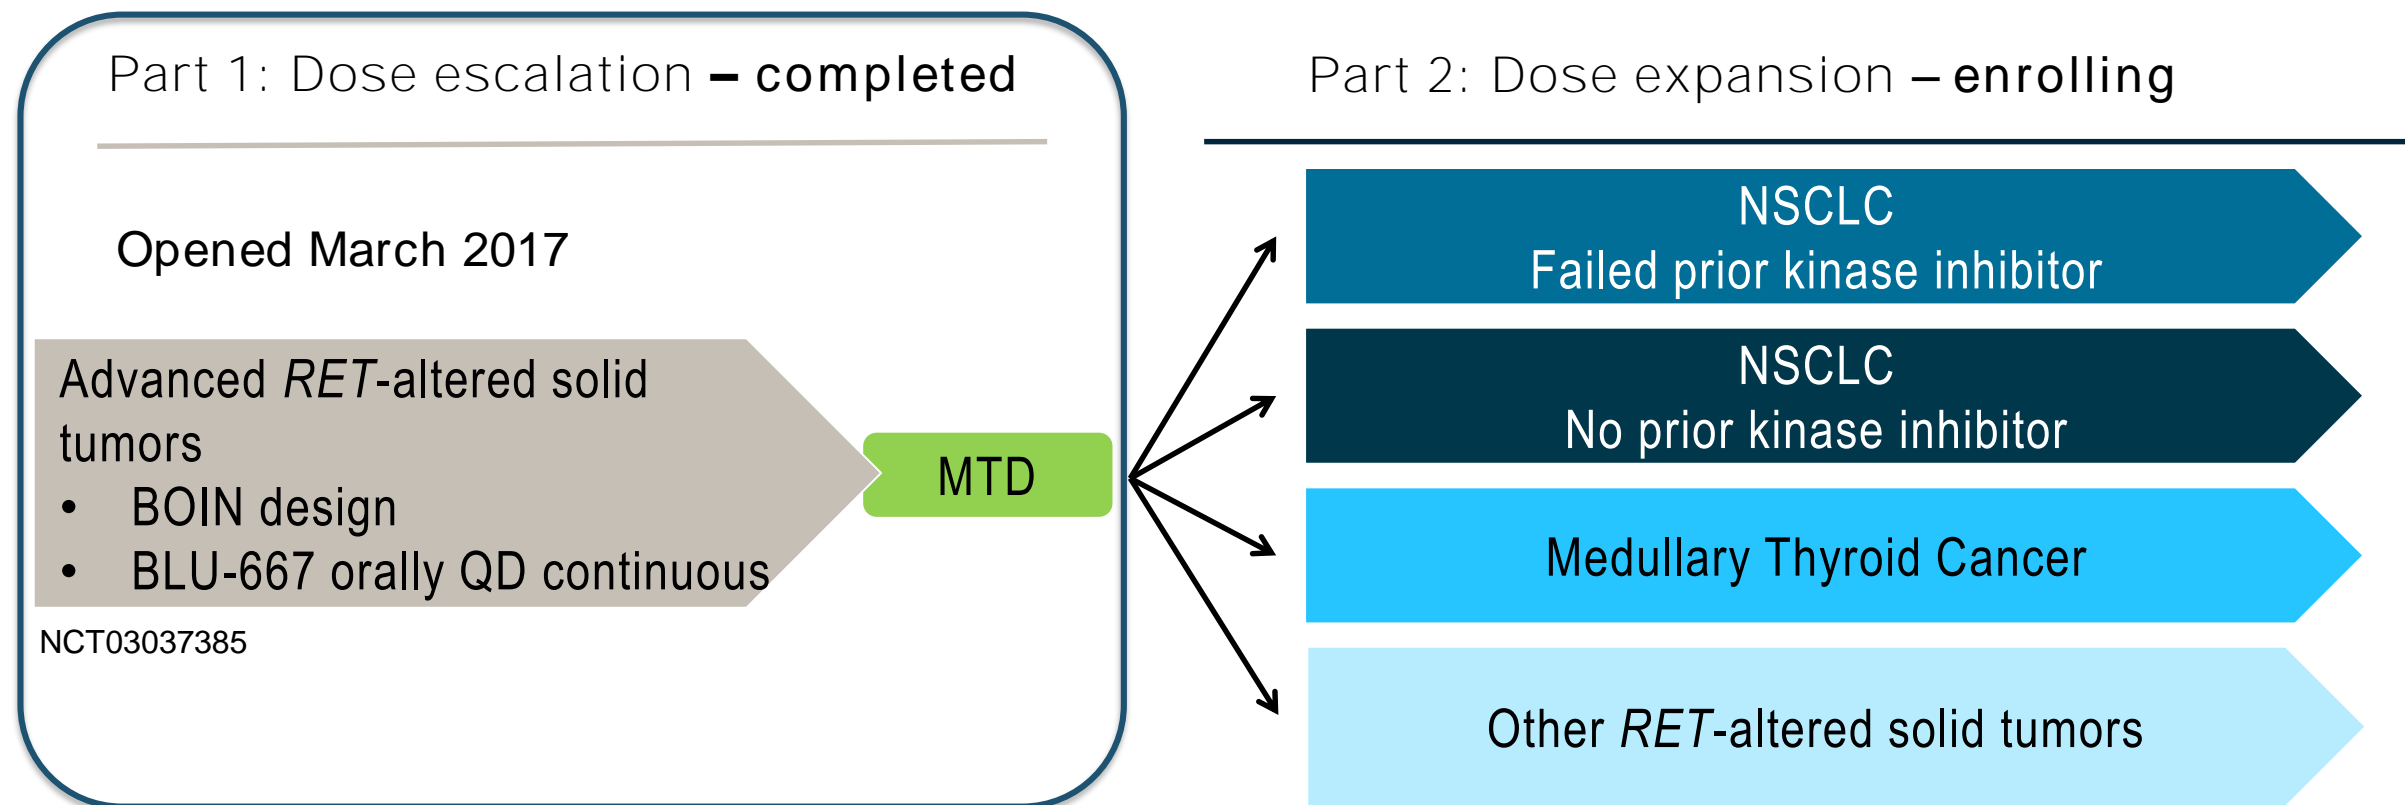 Part 1: Dose escalation – completed
Opened March 2017
Advanced RET-altered solid
tumors
• BOIN design
• BLU-667 orally QD continuous
NCT03037385
MTD
Part 2: Dose expansion – enrolling
NSCLC
Failed prior kinase inhibitor
NSCLC
No prior kinase inhibitor
Medullary Thyroid Cancer
Other RET-altered solid tumors